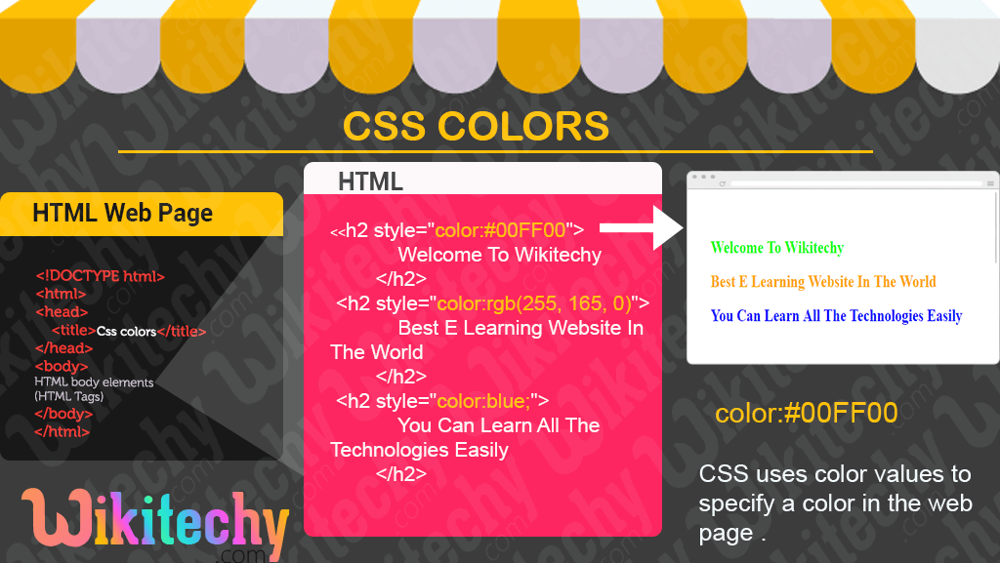 CSS COLORS
HTML Web Page
<!DOCTYPE html>
<html>
<head>
<title>Css colors</title>
</head>
<body>
HTML body elements
(HTML Tags)
</body>
</html>
Wikitechy
.com
HTML
<<h2 style="color:#00FF00">
Welcome To Wikitechy
</h2>
<h2 style="color:rgb(255, 165, 0)">
Best E Learning Website In
The World
</h2>
<h2 style="color:blue;">
You Can Learn All The
Technologies Easily
</h2>
Welcome To Wikitechy
Best E Learning Website In The World
You Can Learn All The Technologies Easily
color:#00FF00
CSS uses color values to
specify a color in the web
page .